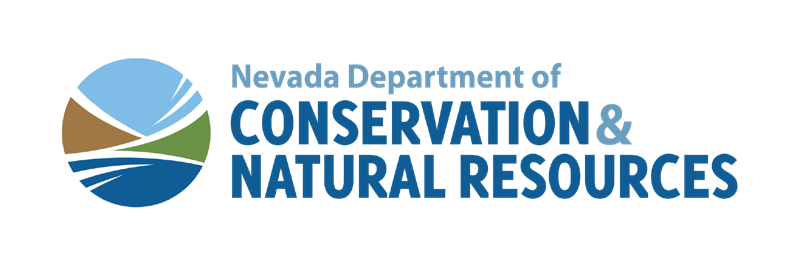 Nevada Department of
CONSERVATION &
NATURAL RESOURCES